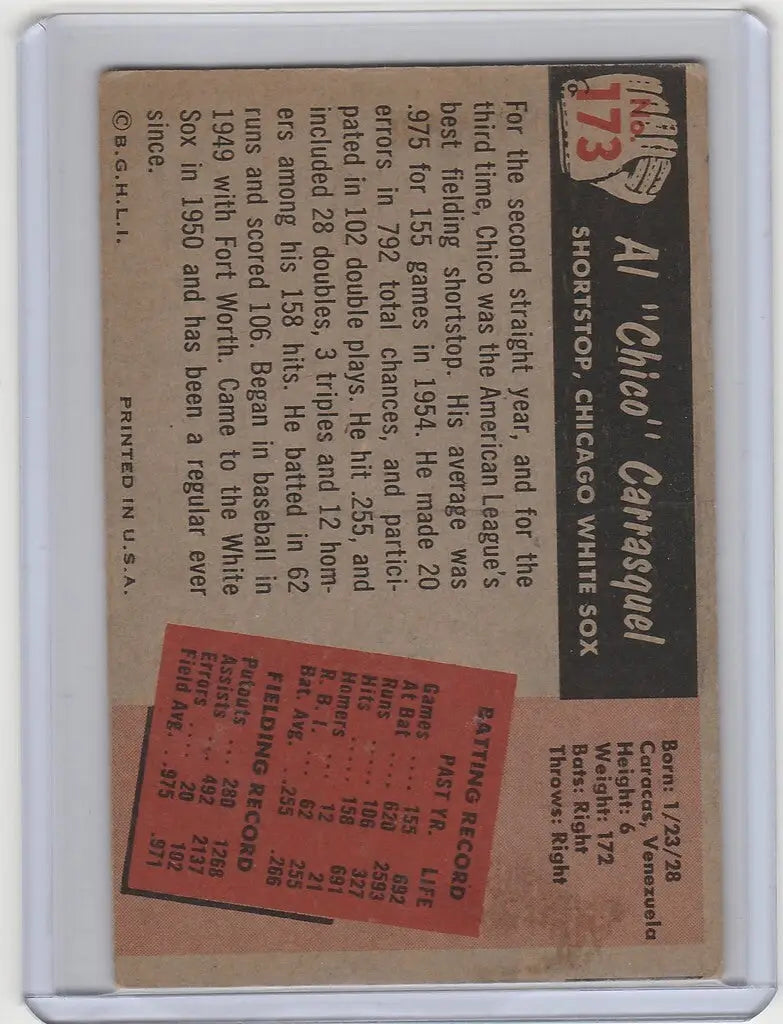 No.
173
Al "Chico" Carrasquel
SHORTSTOP, CHICAGO WHITE SOX
Born: 1/23/28
Caracas, Venezuela
Height: 6
Weight: 172
Bats: Right
Throws: Right
For the second straight year, and for the
third time, Chico was the American League's
best fielding shortstop. His average was
.975 for 155 games in 1954. He made 20
errors in 792 total chances, and partici-
pated in 102 double plays. He hit .255, and
included 28 doubles, 3 triples and 12 hom-
ers among his 158 hits. He batted in 62
runs and scored 106. Began in baseball in
1949 with Fort Worth. Came to the White
Sox in 1950 and has been a regular ever
since.
BATTING RECORD
PAST YR. LIFE
Games .... 155 692
At Bat .... 620 2593
Runs .... 106 327
Hits .... 158 691
Homers .... 12 21
R. B. I. .... 62 255
Bat. Avg. .255 .266
FIELDING RECORD
Putouts ... 280 1268
Assists ... 492 2137
Errors .... 20 102
Field Avg. . .975 .971
© B.G.H.L.I.
PRINTED IN U.S.A.